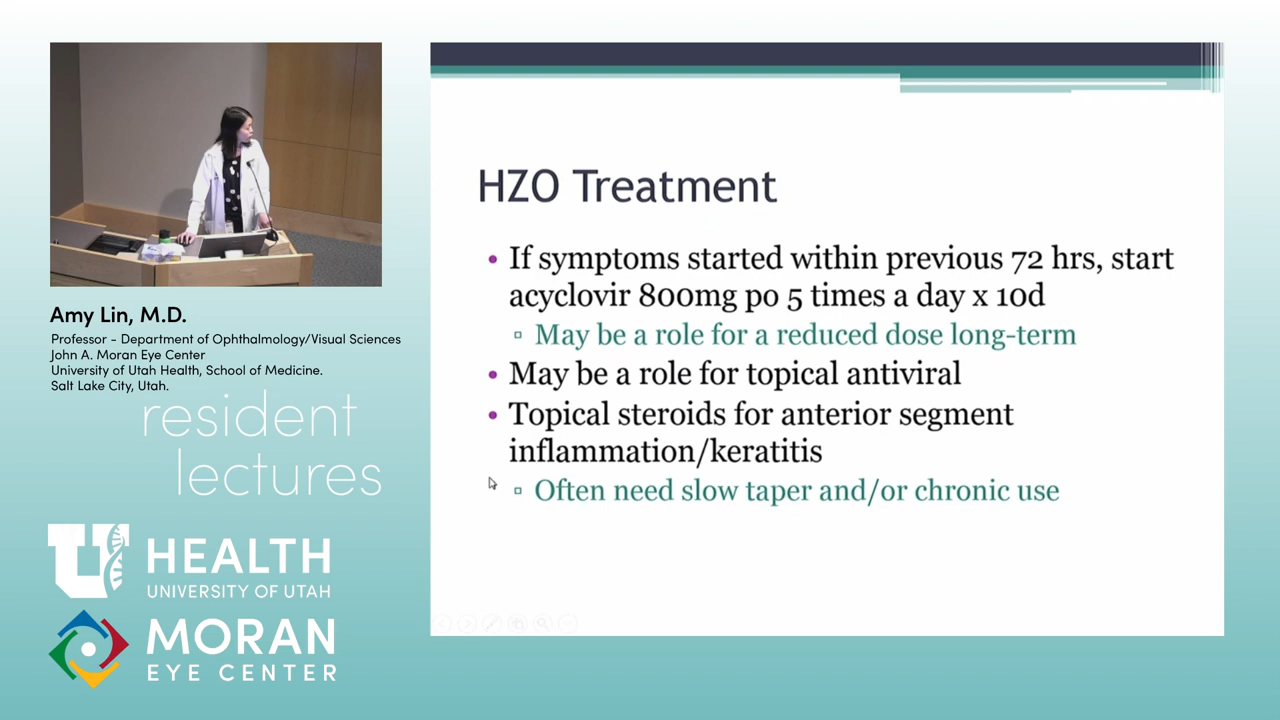 Amy Lin, M.D.
Professor - Department of Ophthalmology/Visual Sciences
John A. Moran Eye Center
University of Utah Health, School of Medicine.
Salt Lake City, Utah.
resident
lectures
U HEALTH
UNIVERSITY OF UTAH
MORAN
EYE CENTER
HZO Treatment
• If symptoms started within previous 72 hrs, start
acyclovir 800mg po 5 times a day x 10d
▫ May be a role for a reduced dose long-term
• May be a role for topical antiviral
• Topical steroids for anterior segment
inflammation/keratitis
▫ Often need slow taper and/or chronic use